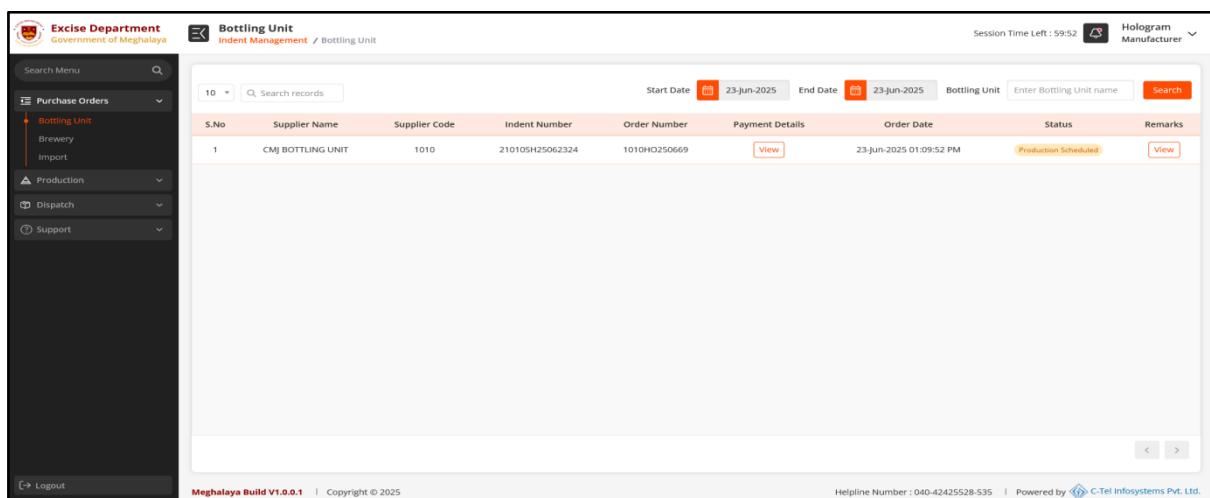 Excise Department
Government of Meghalaya
Bottling Unit
Indent Management / Bottling Unit
Session Time Left : 59:52
Hologram
Manufacturer
Search Menu
Purchase Orders
Bottling Unit
Brewery
Import
Production
Dispatch
Support
Logout
10 Search records Start Date 23-Jun-2025 End Date 23-Jun-2025 Bottling Unit Enter Bottling Unit name Search
S.No Supplier Name Supplier Code Indent Number Order Number Payment Details Order Date Status Remarks
1 CMJ BOTTLING UNIT 1010 21010SH25062324 1010HO250669 View 23-Jun-2025 01:09:52 PM Production Scheduled View
Meghalaya Build V1.0.0.1 | Copyright © 2025 Helpline Number : 040-42425528-535 | Powered by C-Tel Infosystems Pvt. Ltd.